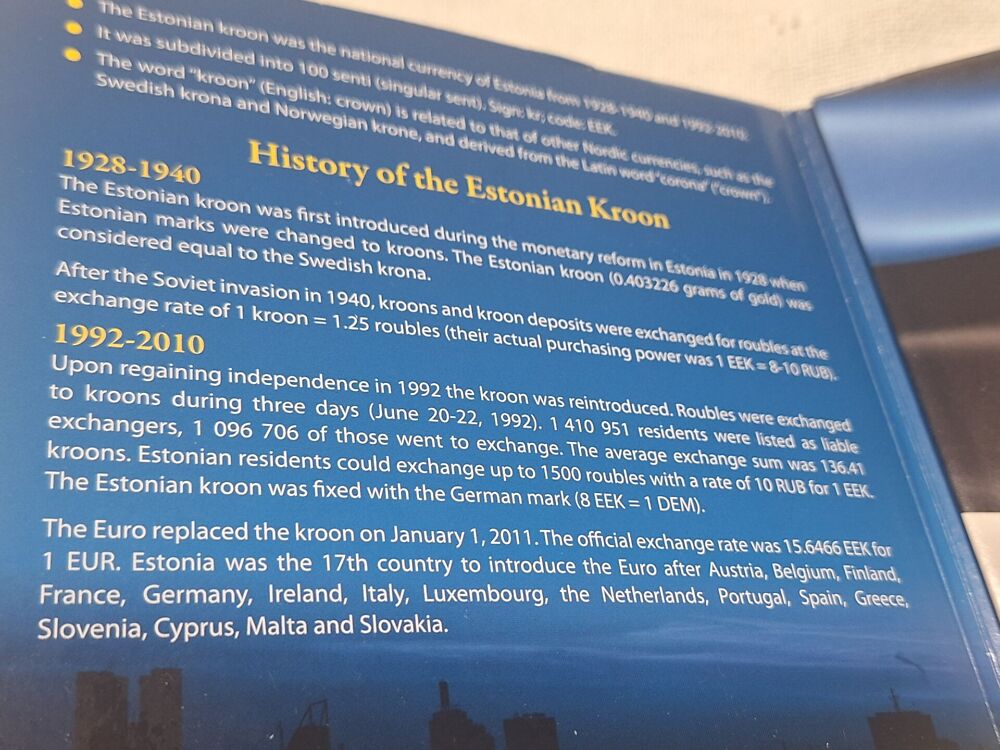 The Estonian kroon was the national currency of Estonia from 1928-1940 and 1992-2010.
It was subdivided into 100 senti (singular sent). Sign: kr; code: EEK.
The word "kroon" (English: crown) is related to that of other Nordic currencies, such as the
Swedish krona and Norwegian krone, and derived from the Latin word "corona" ("crown").
History of the Estonian Kroon
1928-1940
The Estonian kroon was first introduced during the monetary reform in Estonia in 1928 when
Estonian marks were changed to kroons. The Estonian kroon (0.403226 grams of gold) was
considered equal to the Swedish krona.
After the Soviet invasion in 1940, kroons and kroon deposits were exchanged for roubles at the
exchange rate of 1 kroon = 1.25 roubles (their actual purchasing power was 1 EEK = 8-10 RUB).
1992-2010
Upon regaining independence in 1992 the kroon was reintroduced. Roubles were exchanged
to kroons during three days (June 20-22, 1992). 1 410 951 residents were listed as liable
exchangers, 1 096 706 of those went to exchange. The average exchange sum was 136.41
kroons. Estonian residents could exchange up to 1500 roubles with a rate of 10 RUB for 1 EEK.
The Estonian kroon was fixed with the German mark (8 EEK = 1 DEM).
The Euro replaced the kroon on January 1, 2011. The official exchange rate was 15.6466 EEK for
1 EUR. Estonia was the 17th country to introduce the Euro after Austria, Belgium, Finland,
France, Germany, Ireland, Italy, Luxembourg, the Netherlands, Portugal, Spain, Greece,
Slovenia, Cyprus, Malta and Slovakia.